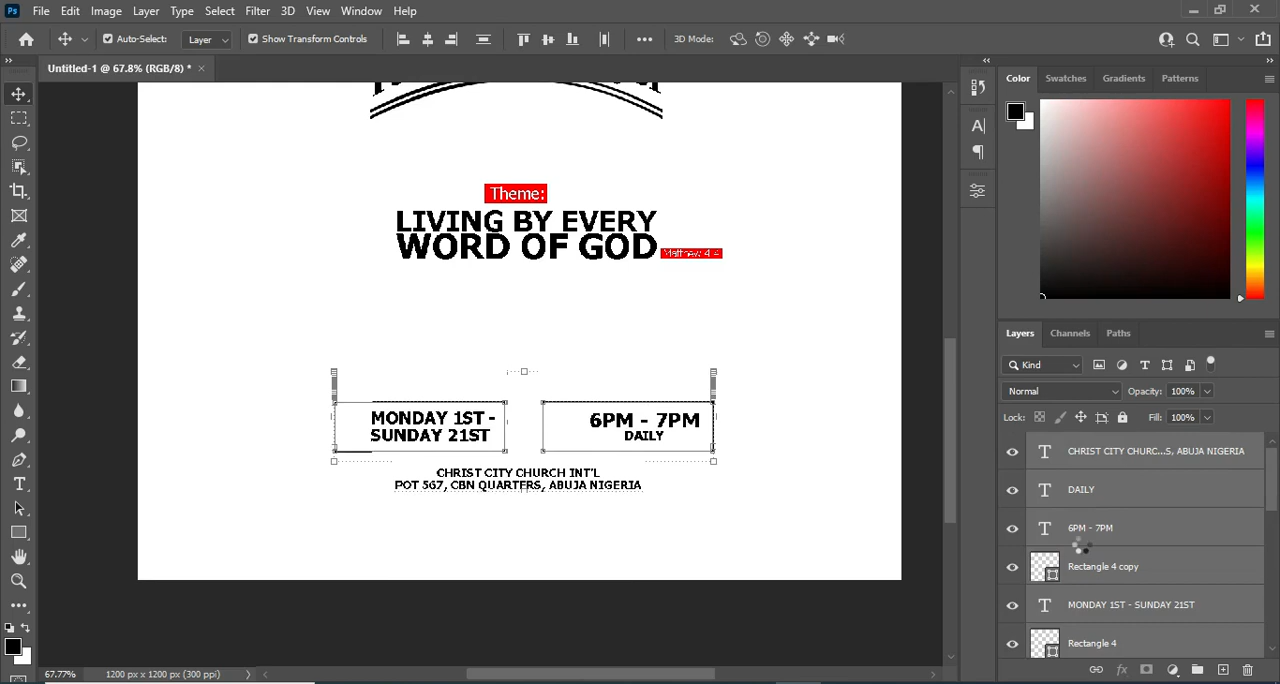 Ps File Edit Image Layer Type Select Filter 3D View Window Help
Auto-Select: Layer Show Transform Controls 3D Mode:
Untitled-1 @ 67.8% (RGB/8) *
Theme:
LIVING BY EVERY
WORD OF GOD
Matthew 4:4
MONDAY 1ST -
SUNDAY 21ST
6PM - 7PM
DAILY
CHRIST CITY CHURCH INT'L
POT 567, CBN QUARTERS, ABUJA NIGERIA
Color Swatches Gradients Patterns
Layers Channels Paths
Kind
Normal Opacity: 100%
Lock: Fill: 100%
CHRIST CITY CHURC...S, ABUJA NIGERIA
DAILY
6PM - 7PM
Rectangle 4 copy
MONDAY 1ST - SUNDAY 21ST
Rectangle 4
67.77% 1200 px x 1200 px (300 ppi)